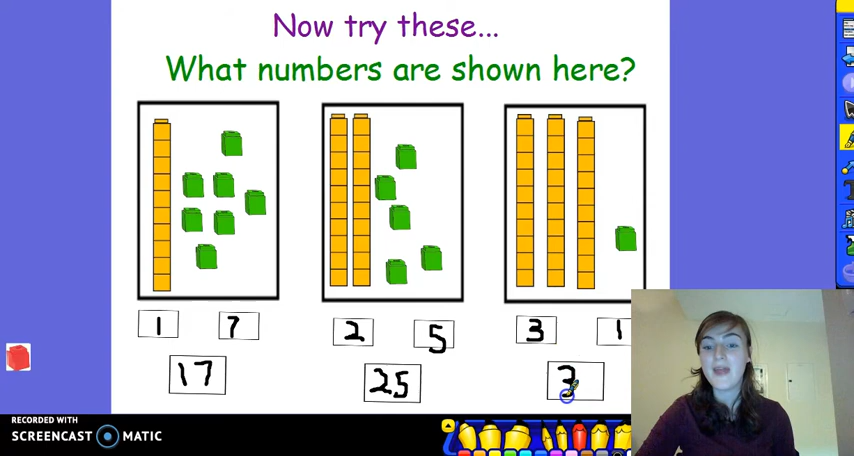 Now try these...
What numbers are shown here?
1 7 2 5 3 1
17 25 3
RECORDED WITH
SCREENCAST MATIC
T